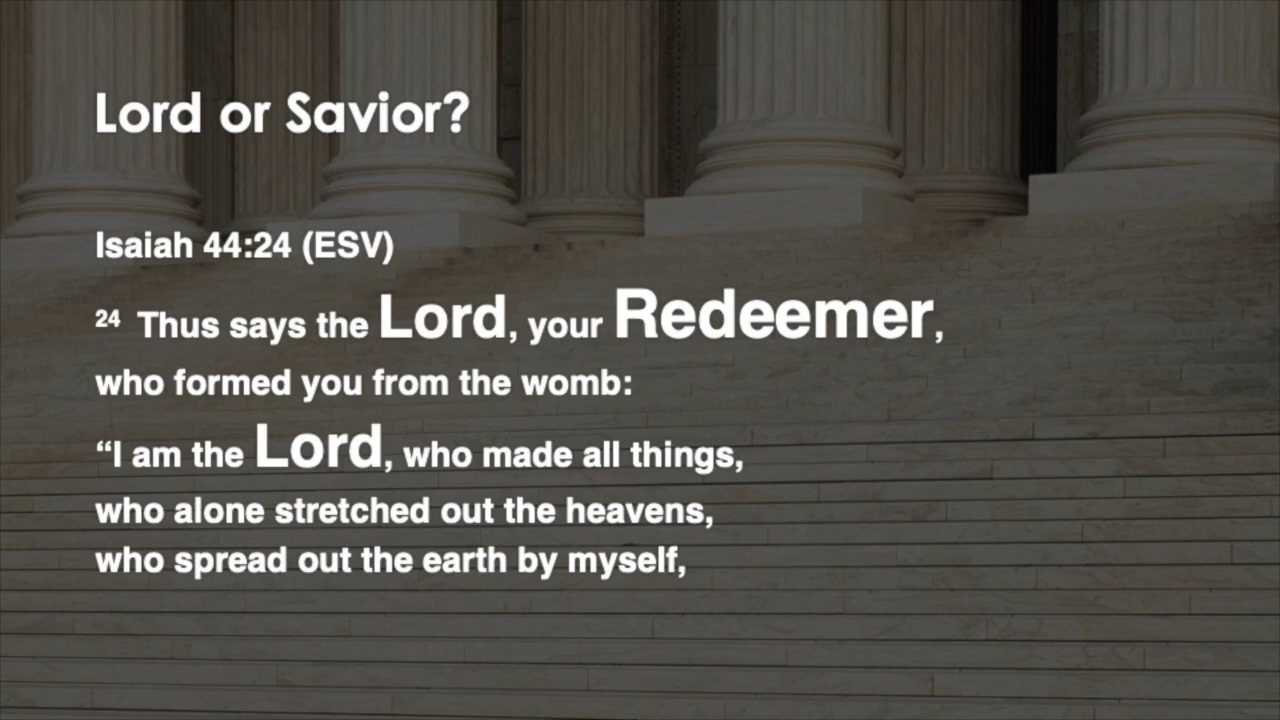 Lord or Savior?
Isaiah 44:24 (ESV)
24 Thus says the Lord, your Redeemer,
who formed you from the womb:
“I am the Lord, who made all things,
who alone stretched out the heavens,
who spread out the earth by myself,